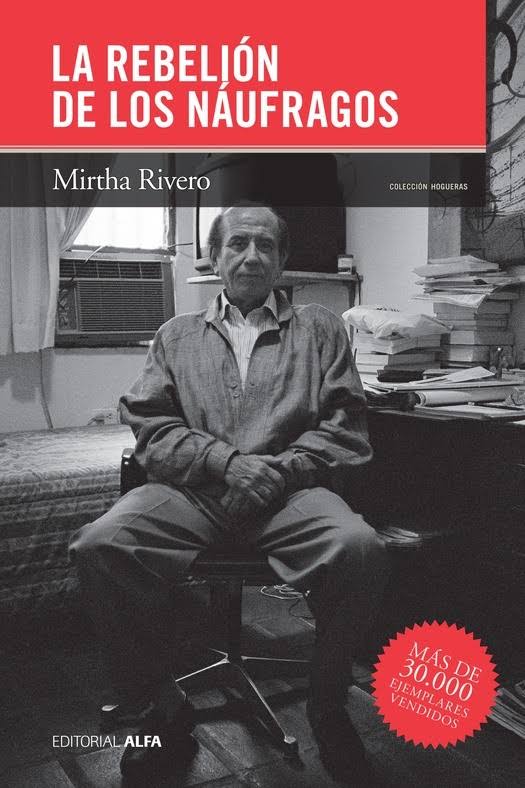 LA REBELIÓN
DE LOS NÁUFRAGOS
Mirtha Rivero
COLECCIÓN HOGUERAS
MÁS DE
30.000
EJEMPLARES
VENDIDOS
EDITORIAL ALFA